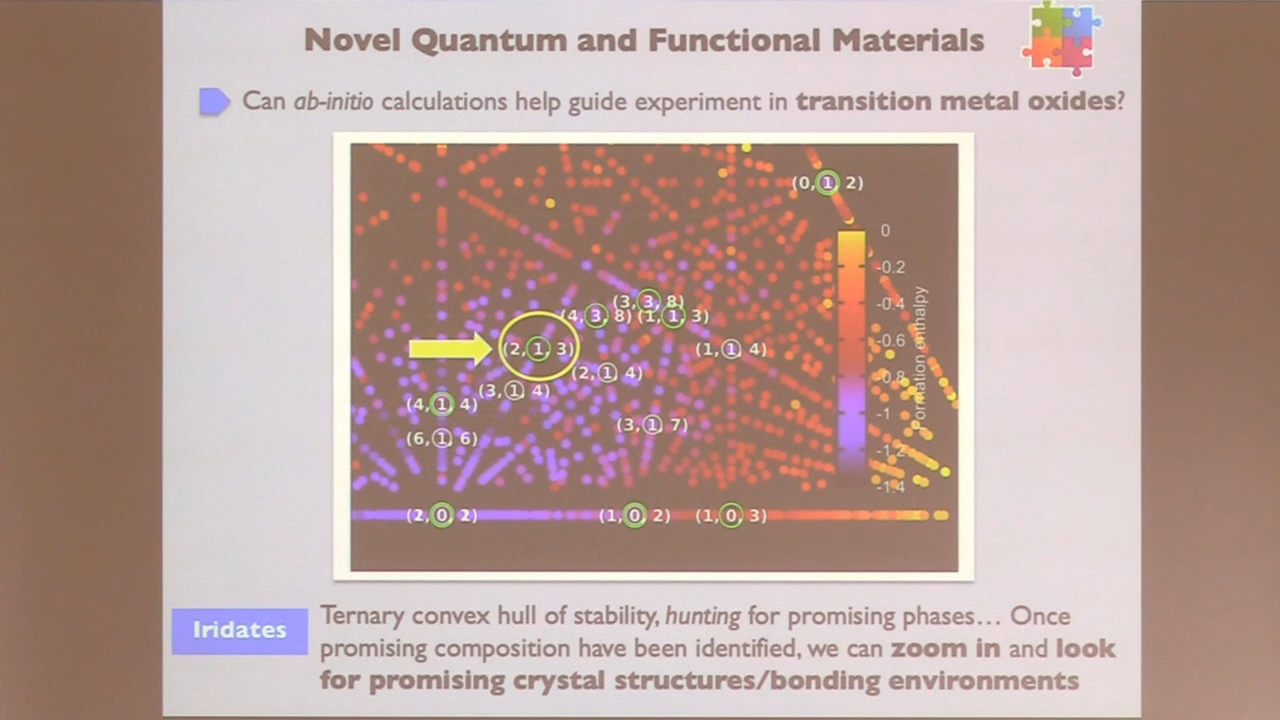 Novel Quantum and Functional Materials
Can ab-initio calculations help guide experiment in transition metal oxides?
(0, 1, 2)
0
-0.2
(3, 3, 8)
-0.4
(4, 3, 8) (1, 1, 3)
-0.6
(2, 1, 3)
(1, 1, 4)
(2, 1, 4)
-0.8
Formation enthalpy
(3, 1, 4)
(4, 1, 4)
-1
(3, 1, 7)
(6, 1, 6)
-1.2
-1.4
(1, 0, 2)
(1, 0, 3)
Iridates
Ternary convex hull of stability, hunting for promising phases... Once
promising composition have been identified, we can zoom in and look
for promising crystal structures/bonding environments